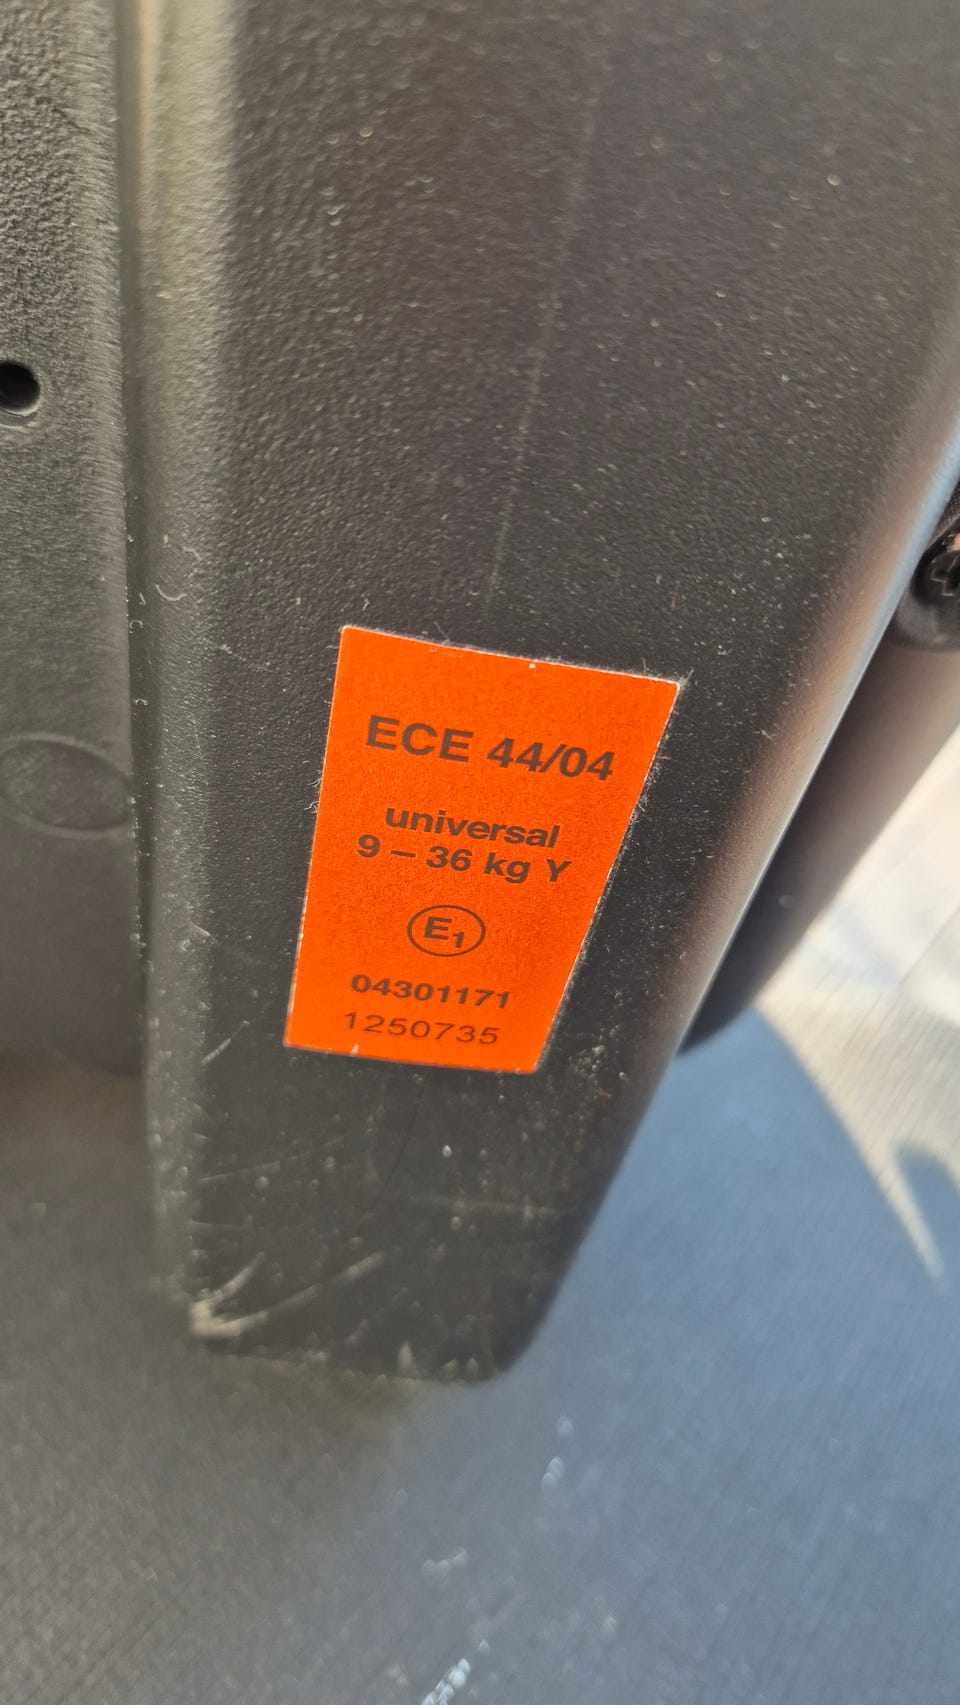 ECE 44/04
universal
9 – 36 kg Y
E1
04301171
1250735